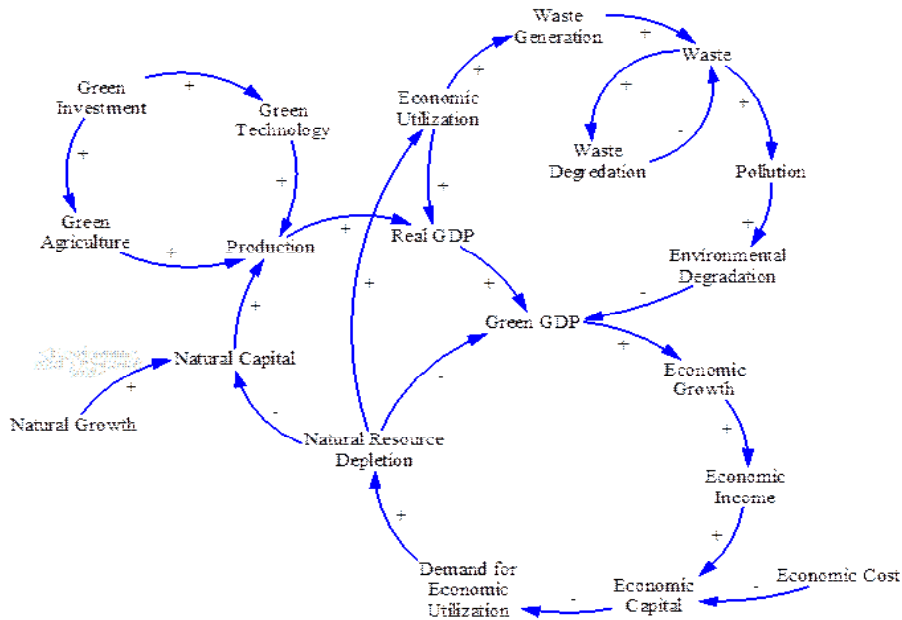 Waste
Generation
+
+
Waste
Green
Investment
+
Green
Technology
Economic
Utilization
+
+
+
-
Waste
Degredation
Pollution
+
+
+
Green
Agriculture
+
Production
+
Real GDP
+
Environmental
Degradation
+
+
-
+
Green GDP
+
Natural Capital
+
-
Economic
Growth
Natural Growth
-
Natural Resource
Depletion
+
Economic
Income
+
+
Demand for
Economic
Utilization
-
Economic
Capital
-
Economic Cost